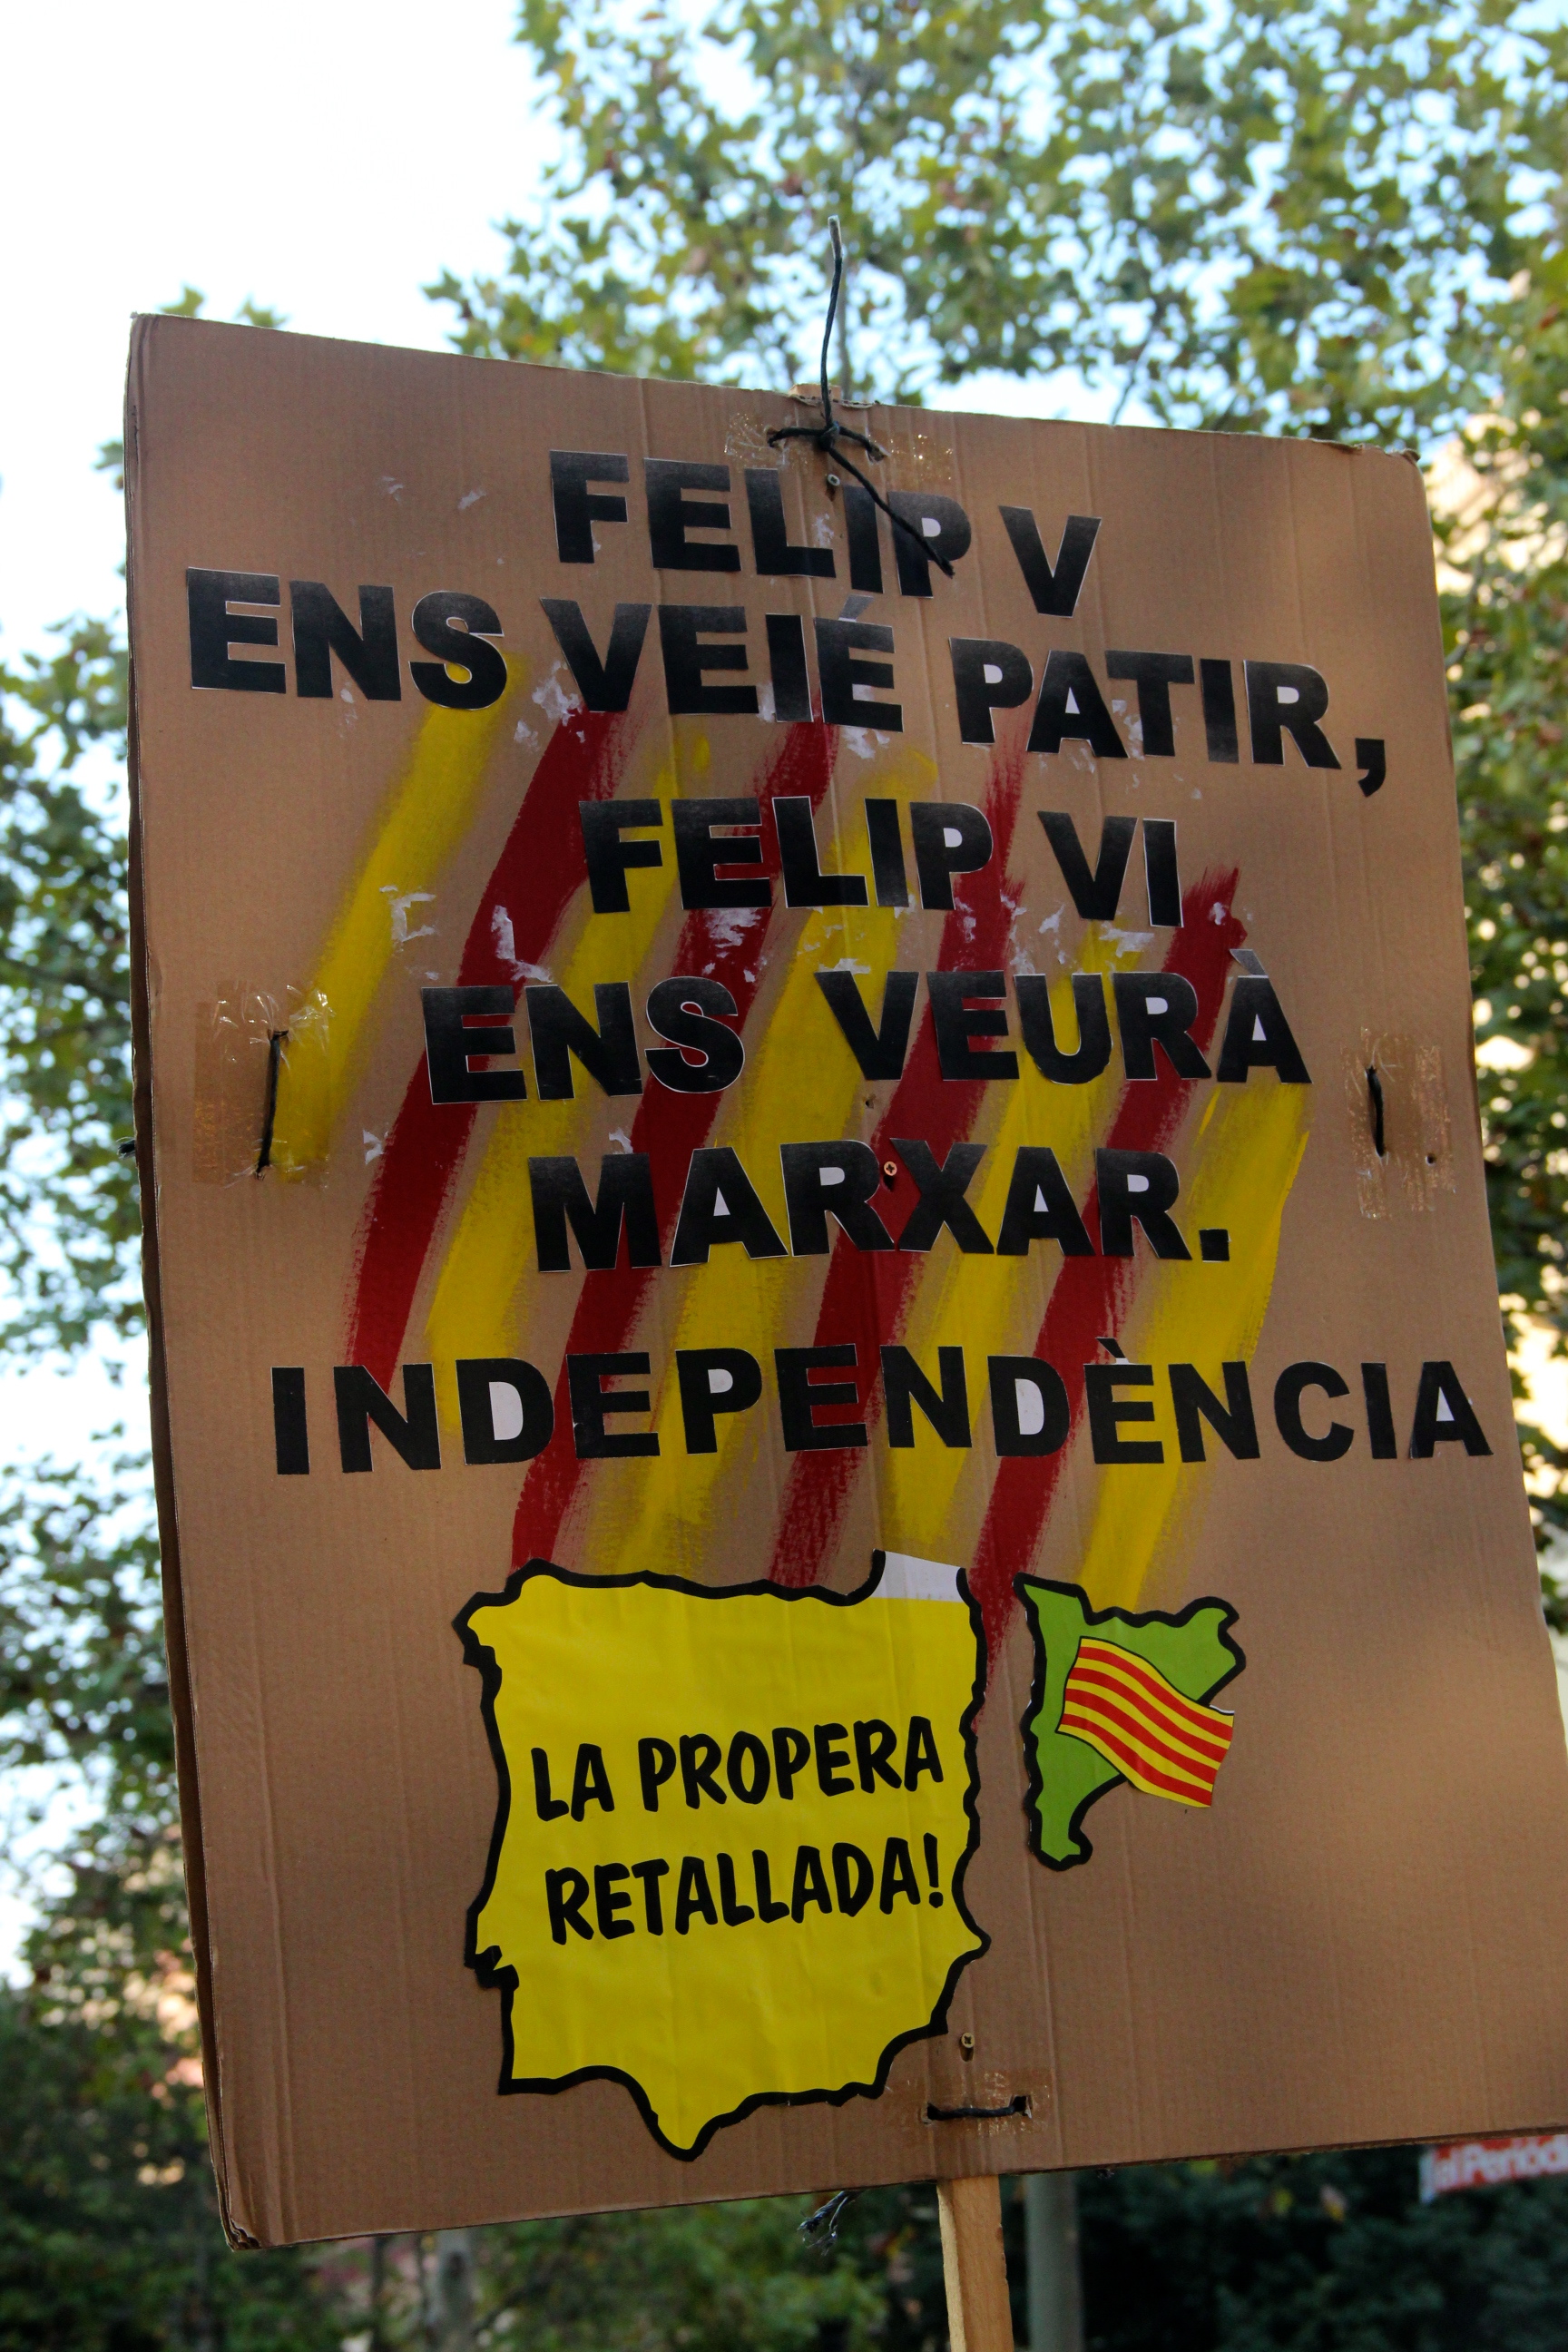 FELIP V
ENS VEIÉ PATIR,
FELIP VI
ENS VEURÀ
MARXAR.
INDEPENDÈNCIA
LA PROPERA
RETALLADA!